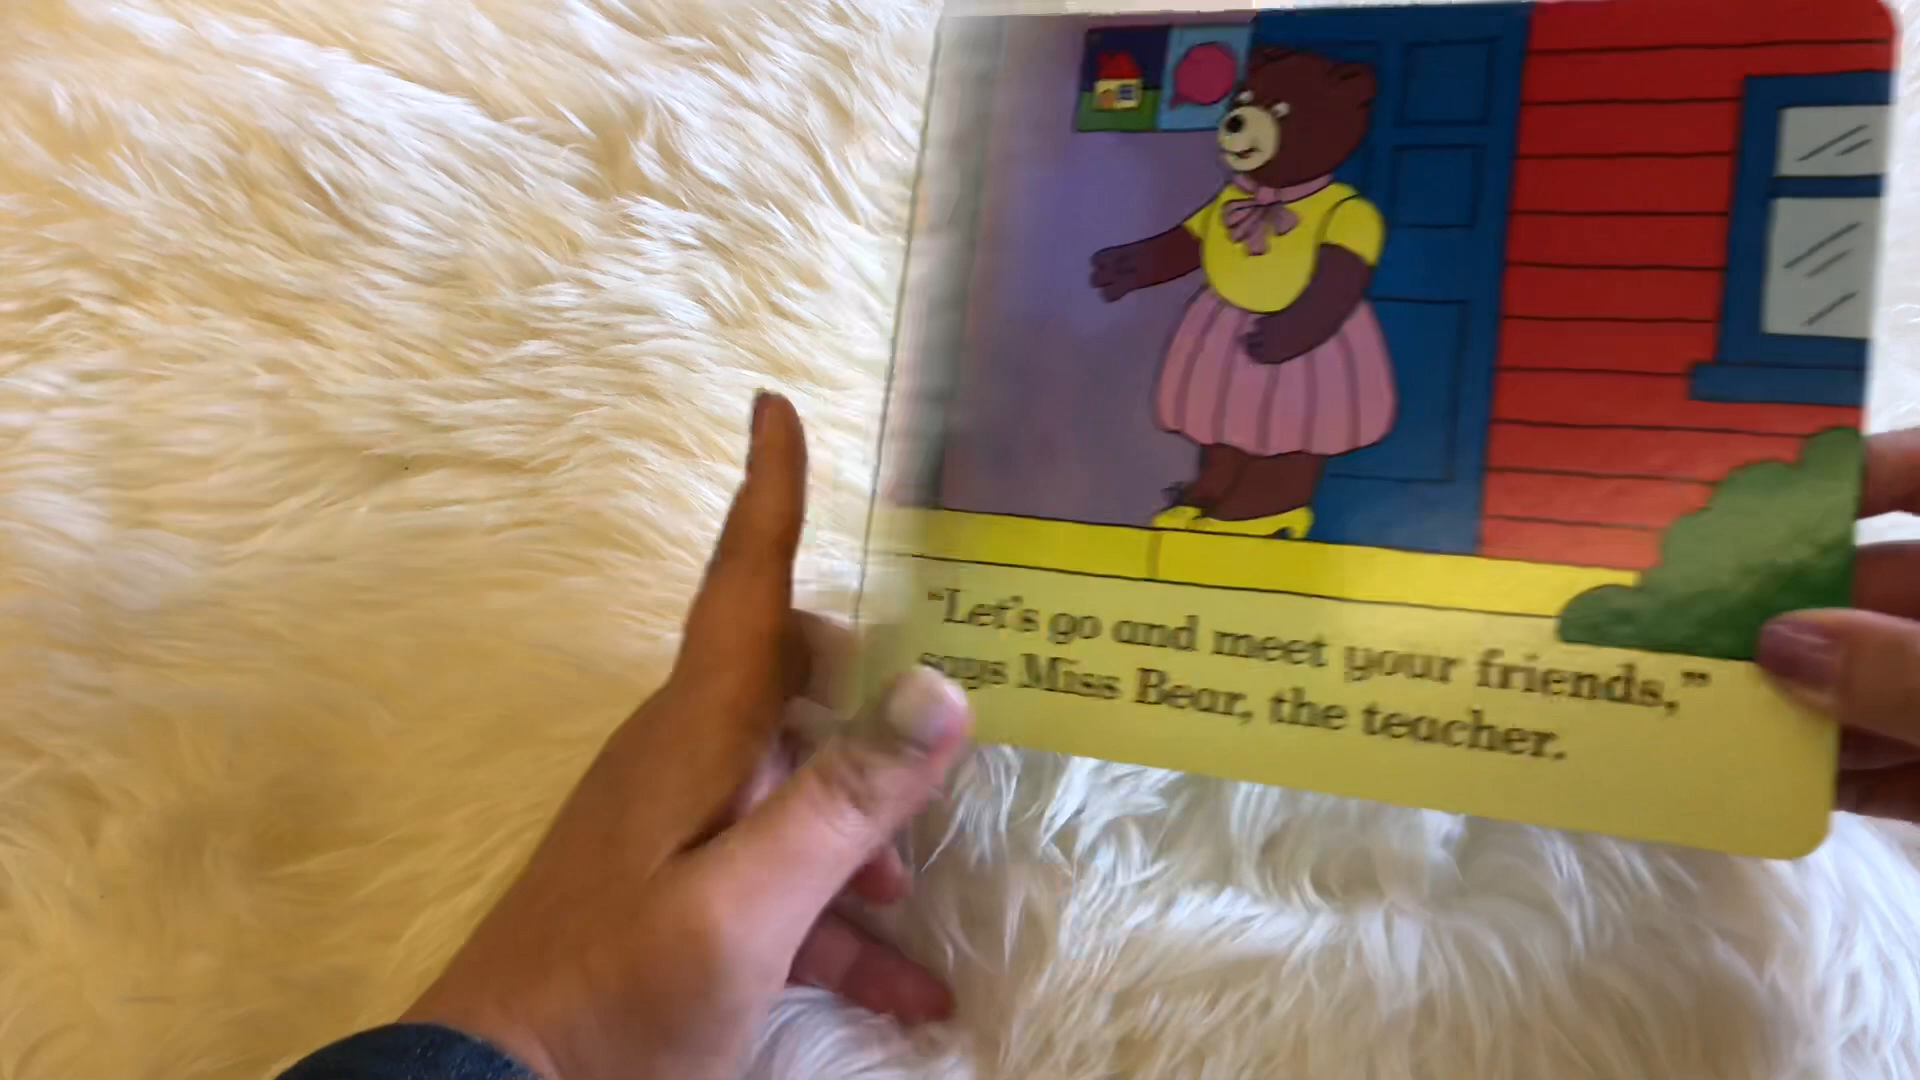 “Let's go and meet your friends,”
says Miss Bear, the teacher.